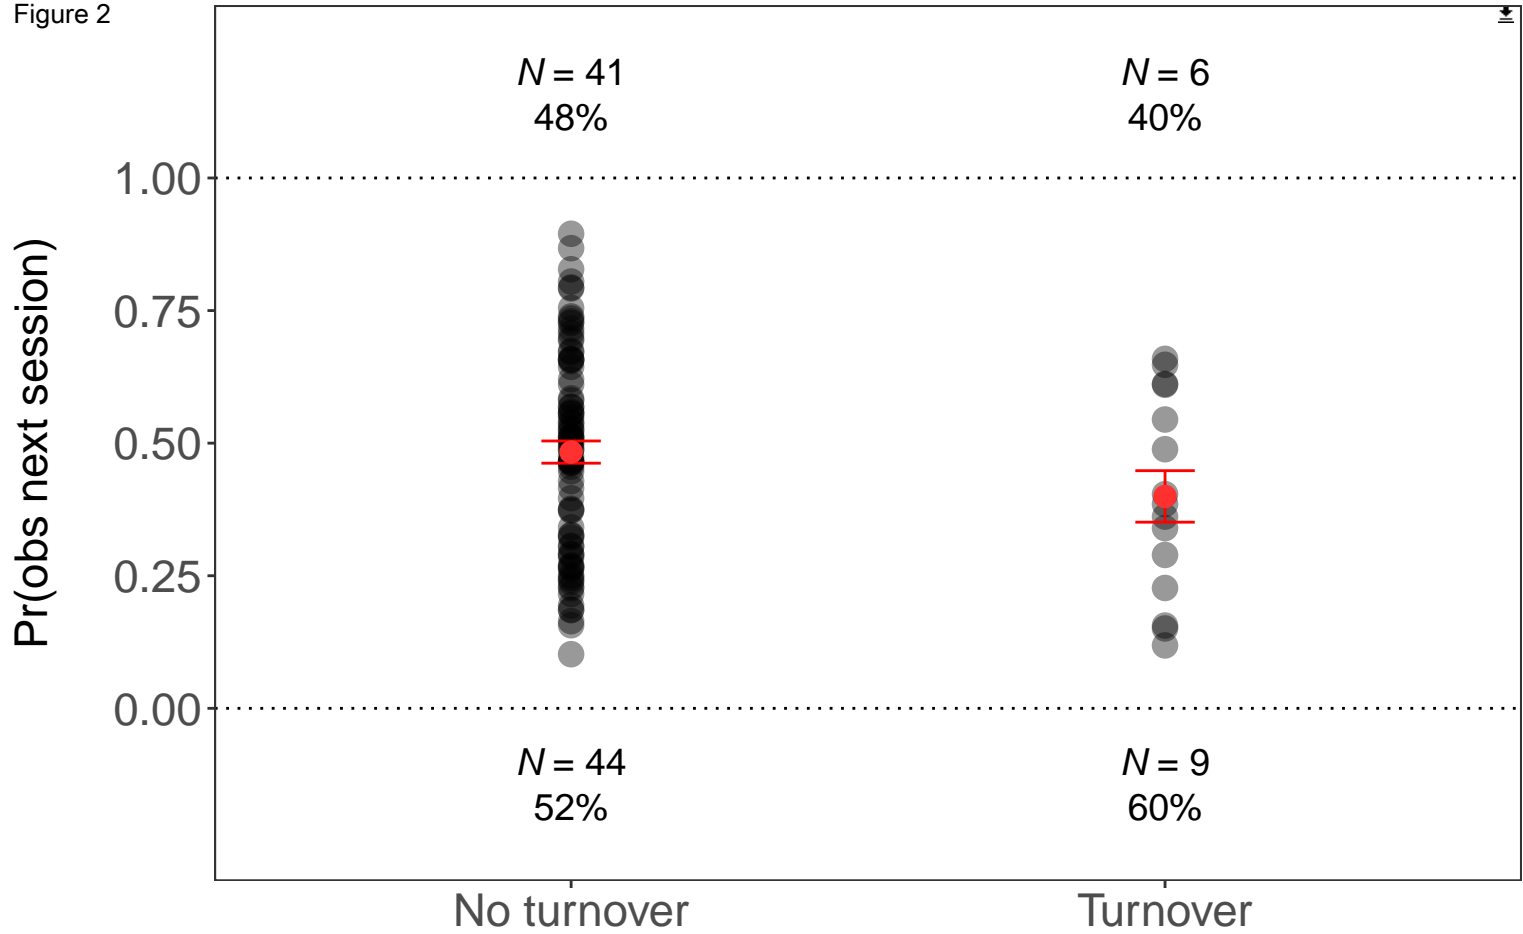 Figure 2
N = 41
48%
N = 6
40%
1.00
0.75
0.50
0.25
0.00
Pr(obs next session)
N = 44
52%
N = 9
60%
No turnover
Turnover